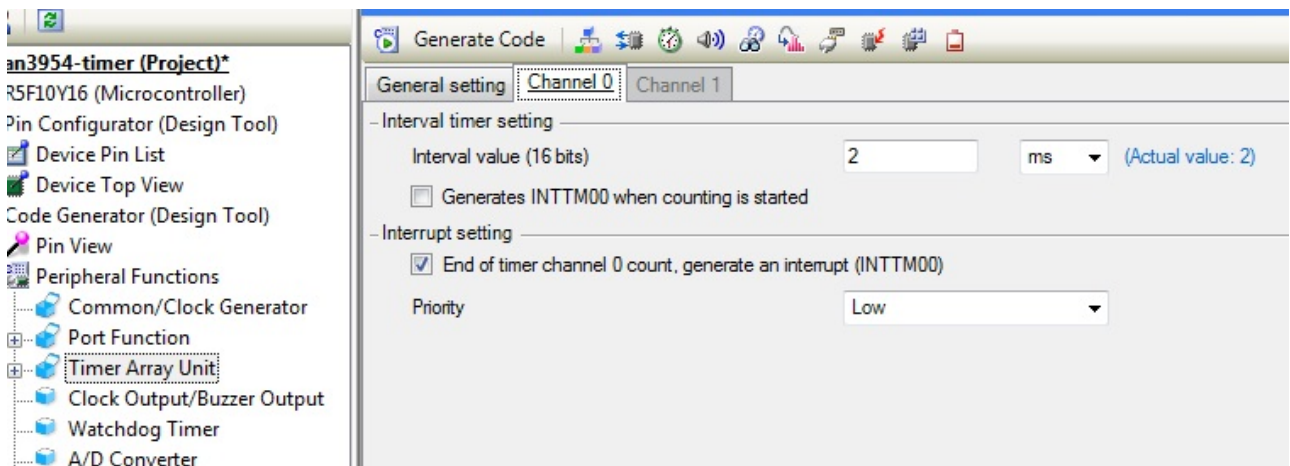 an3954-timer (Project)*
R5F10Y16 (Microcontroller)
Pin Configurator (Design Tool)
Device Pin List
Device Top View
Code Generator (Design Tool)
Pin View
Peripheral Functions
Common/Clock Generator
Port Function
Timer Array Unit
Clock Output/Buzzer Output
Watchdog Timer
A/D Converter
Generate Code
General setting Channel 0 Channel 1
Interval timer setting
Interval value (16 bits) 2 ms (Actual value: 2)
Generates INTTM00 when counting is started
Interrupt setting
End of timer channel 0 count, generate an interrupt (INTTM00)
Priority Low